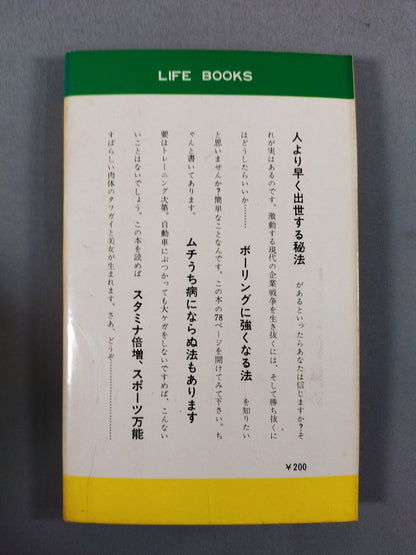 LIFE BOOKS
人より早く出世する秘法 があるといったらあなたは信じますか？そ
れが実はあるのです。激動する現代の企業戦争を生き抜くには、そして勝ち抜くに
はどうしたらいいか…… ボーリングに強くなる法 を知りたい
と思いませんか？簡単なことなんです。この本の78ページを開けてみて下さい。ち
ゃんと書いてあります。 ムチうち病にならぬ法もあります
要はトレーニング次第。自動車にぶつかっても大ケガをしないですめば、こんない
いことはないでしょう。この本を読めば スタミナ倍増、スポーツ万能
すばらしい肉体のタフガイと美女が生まれます。さあ、どうぞ…………
￥200